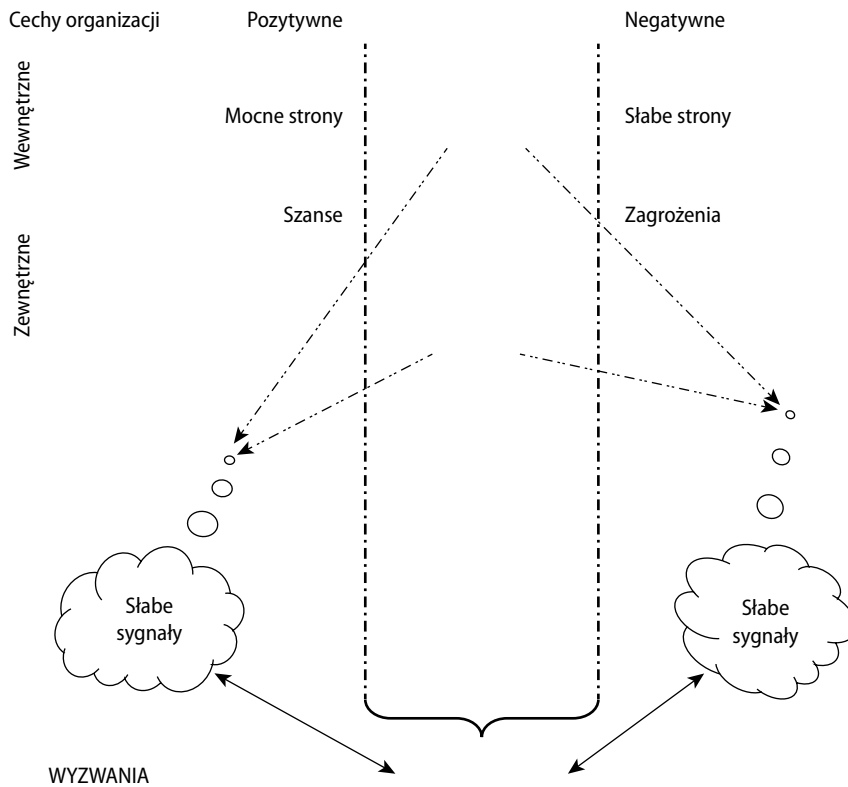 Cechy organizacji
Pozytywne
Negatywne
Wewnętrzne
Mocne strony
Słabe strony
Szanse
Zagrożenia
Zewnętrzne
Słabe
sygnały
Słabe
sygnały
WYZWANIA